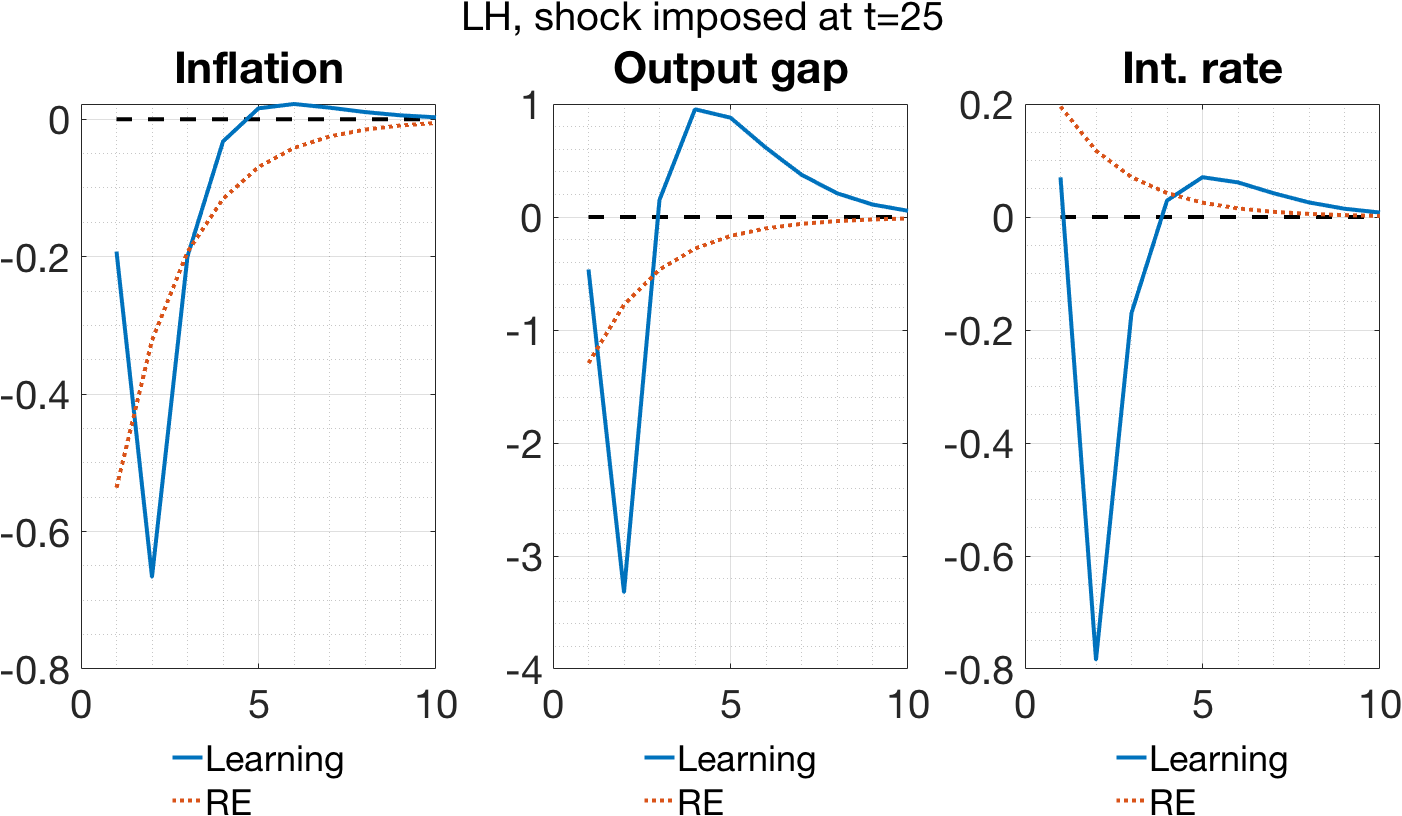 LH, shock imposed at t=25
Inflation
0
-0.2
-0.4
-0.6
-0.8
0 5 10
Learning
RE
Output gap
1
0
-1
-2
-3
-4
0 5 10
Learning
RE
Int. rate
0.2
0
-0.2
-0.4
-0.6
-0.8
0 5 10
Learning
RE